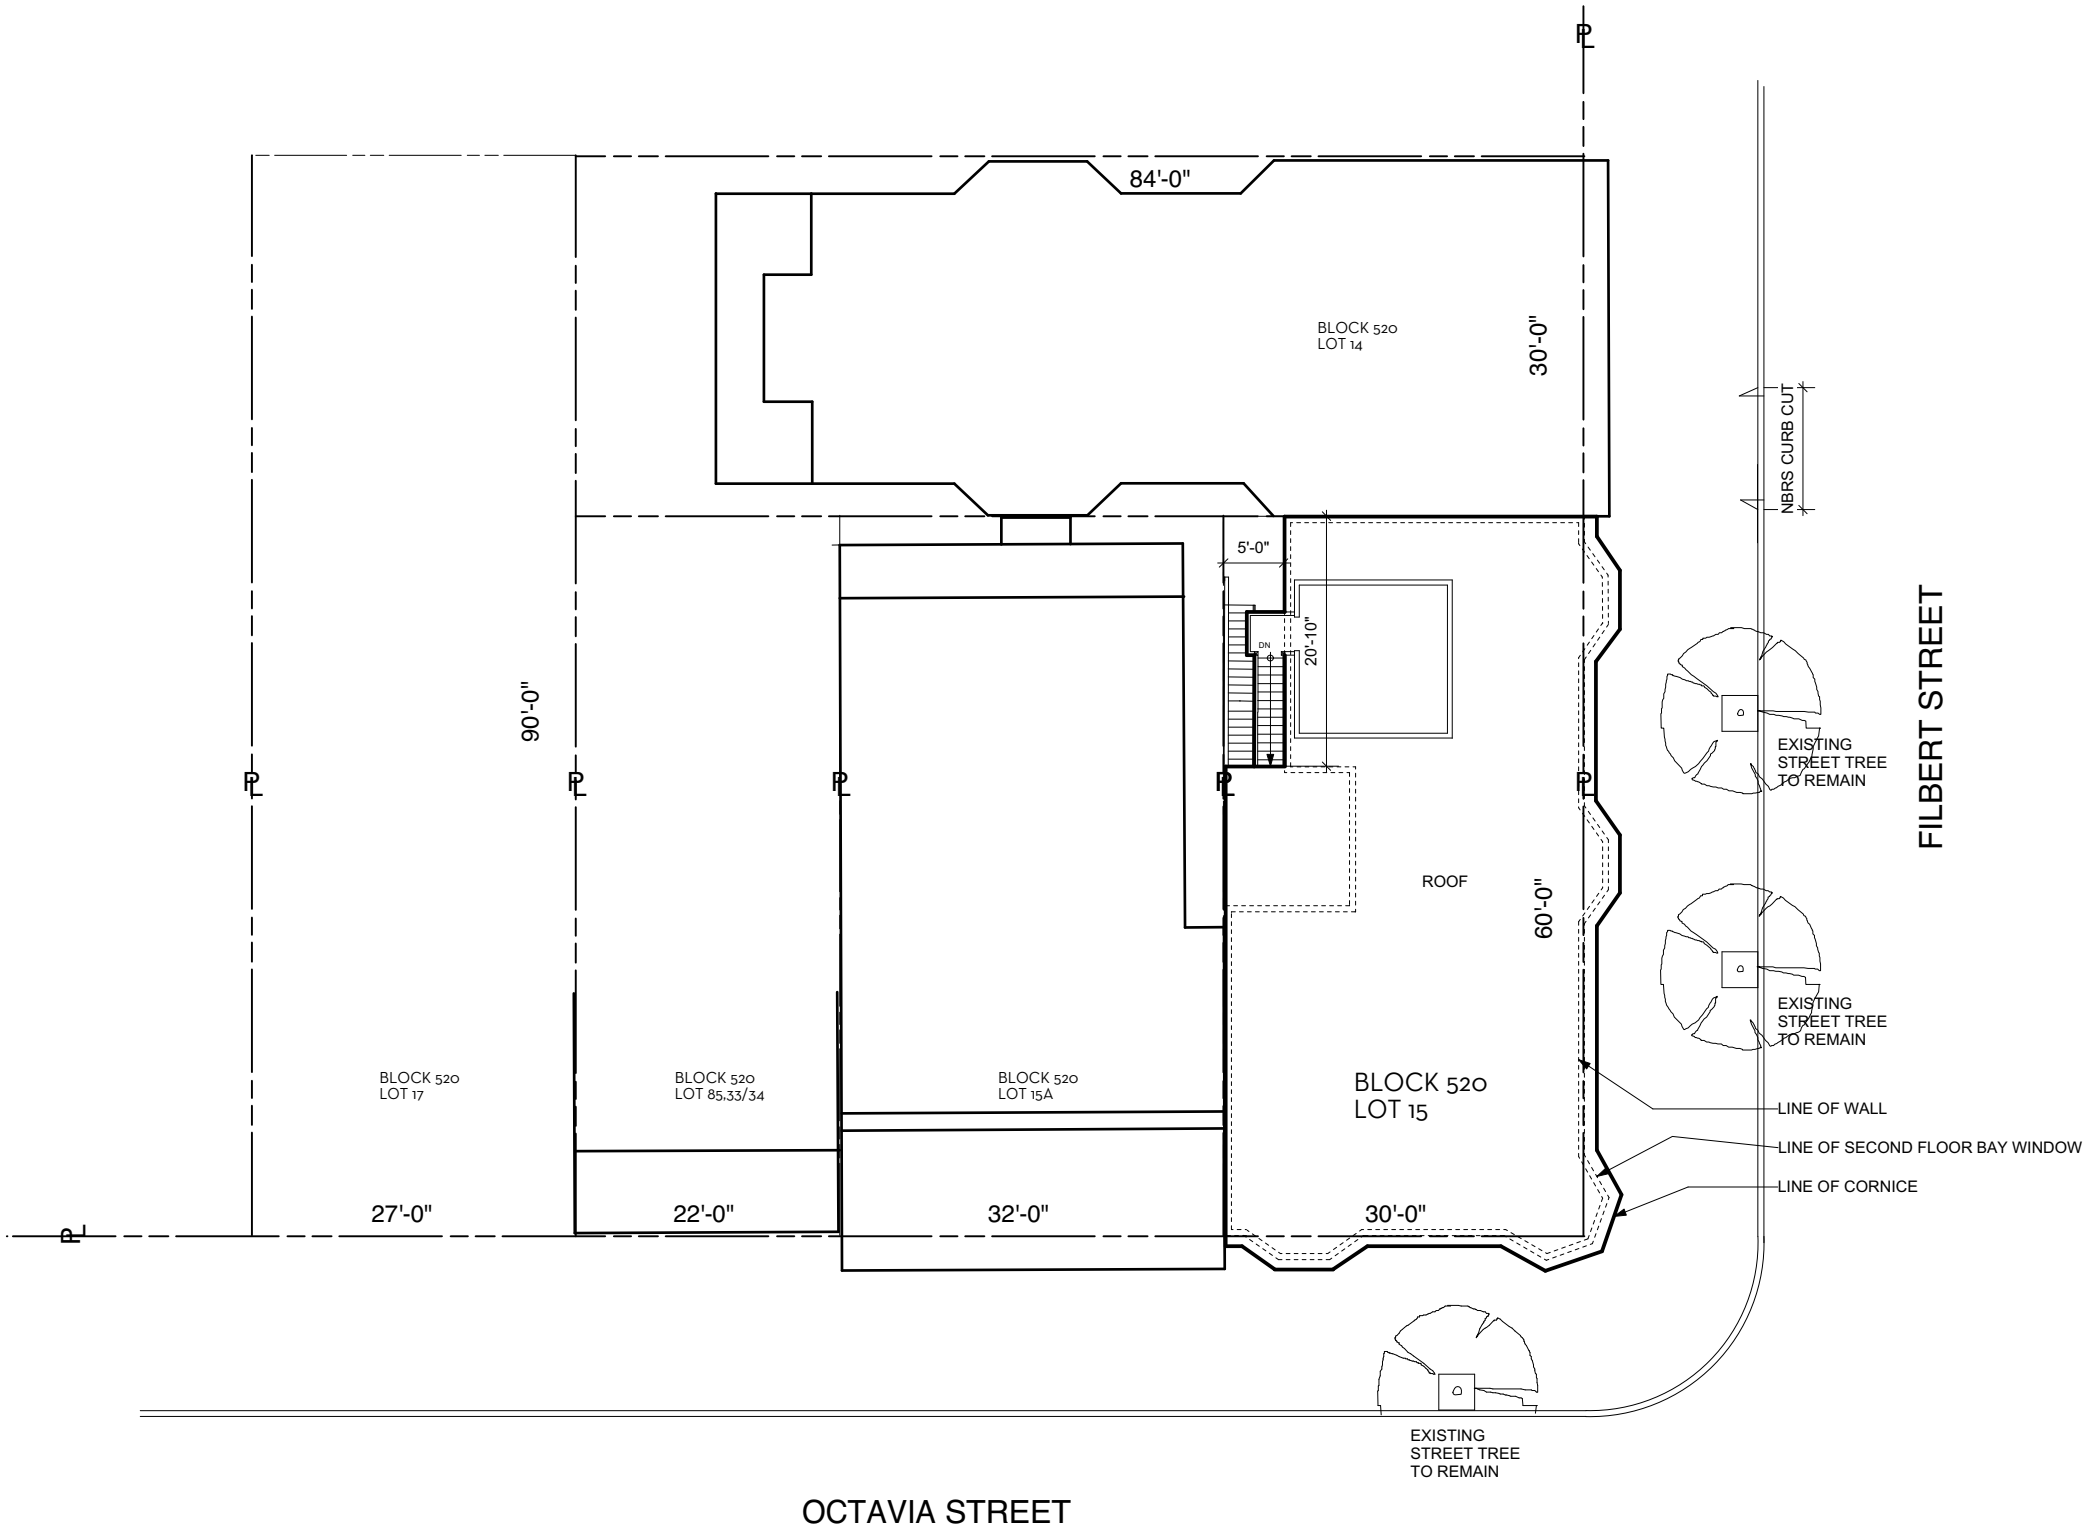 PL
84'-0"
BLOCK 520
LOT 14
30'-0"
NBRS CURB CUT
5'-0"
20'-10"
DN
90'-0"
EXISTING
STREET TREE
TO REMAIN
FILBERT STREET
PL
PL
PL
PL
PL
ROOF
60'-0"
EXISTING
STREET TREE
TO REMAIN
BLOCK 520
LOT 17
BLOCK 520
LOT 85,33/34
BLOCK 520
LOT 15A
BLOCK 520
LOT 15
LINE OF WALL
LINE OF SECOND FLOOR BAY WINDOW
LINE OF CORNICE
27'-0"
22'-0"
32'-0"
30'-0"
PL
EXISTING
STREET TREE
TO REMAIN
OCTAVIA STREET